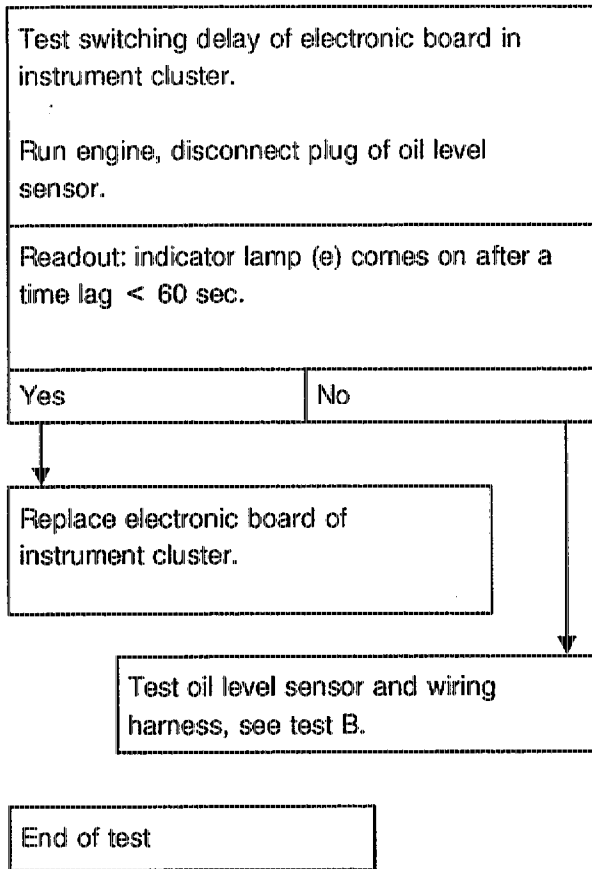 Test switching delay of electronic board in
instrument cluster.
Run engine, disconnect plug of oil level
sensor.
Readout: indicator lamp (e) comes on after a
time lag < 60 sec.
Yes
No
Replace electronic board of
instrument cluster.
Test oil level sensor and wiring
harness, see test B.
End of test